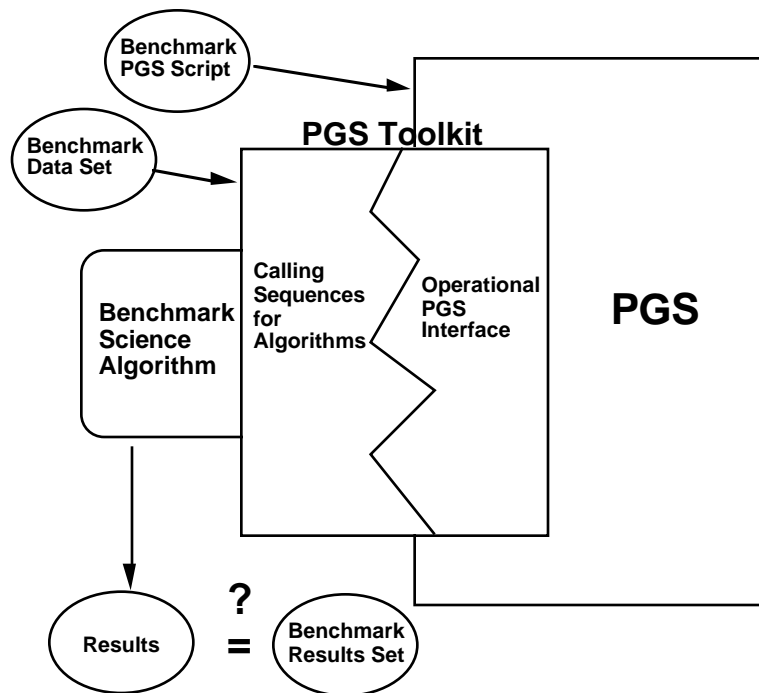 Benchmark
PGS Script
PGS Toolkit
Benchmark
Data Set
Calling
Sequences
for
Algorithms
Operational
PGS
Interface
PGS
Benchmark
Science
Algorithm
?
=
Results
Benchmark
Results Set